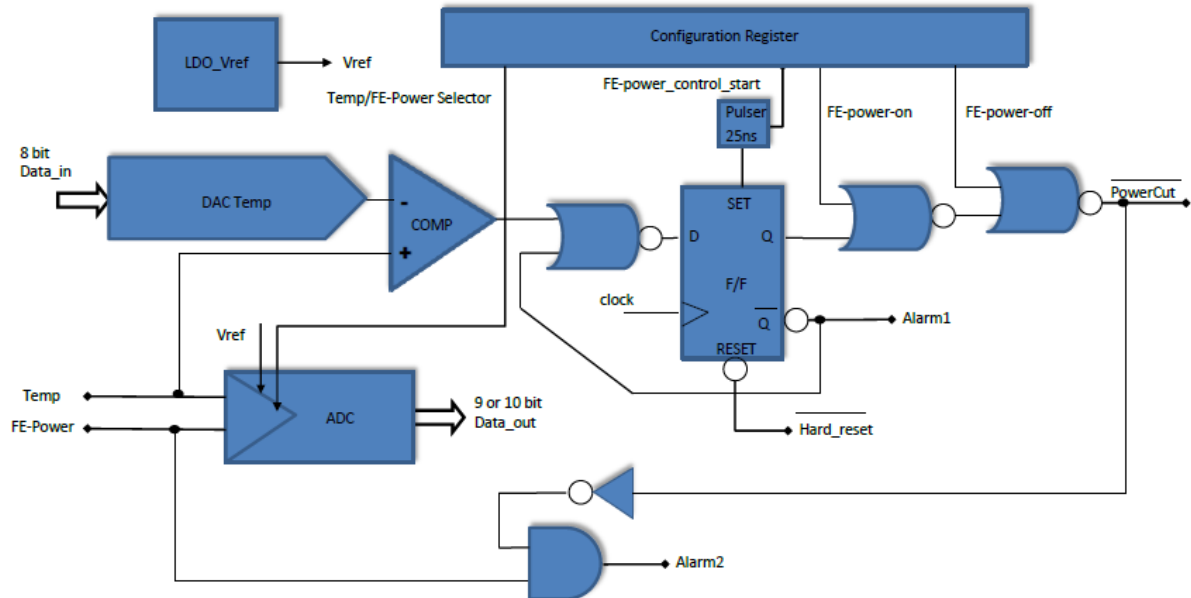 Configuration Register
LDO_Vref
Vref
Temp/FE-Power Selector
FE-power_control_start
Pulser
25ns
FE-power-on
FE-power-off
8 bit
Data_in
DAC Temp
-
+
COMP
SET
D
Q
F/F
clock
Q
RESET
PowerCut
Alarm1
Hard_reset
Vref
Temp
FE-Power
ADC
9 or 10 bit
Data_out
Alarm2